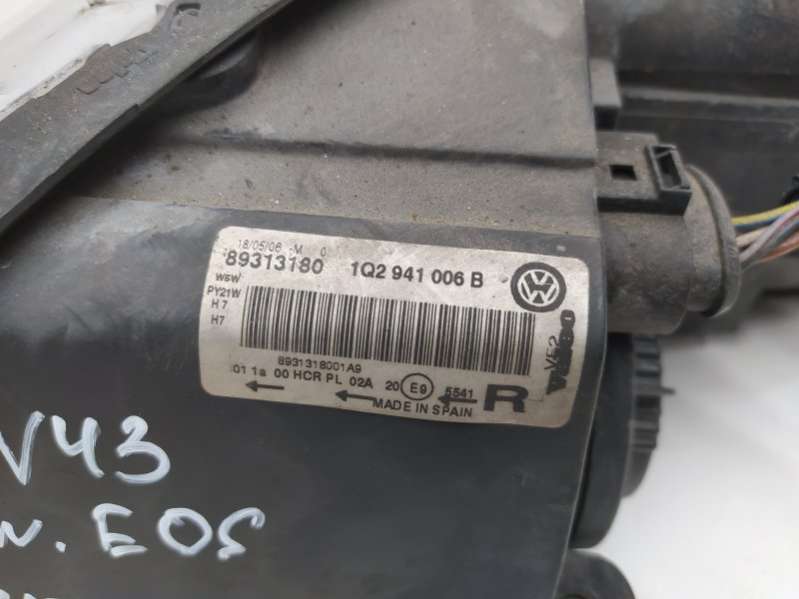 18/05/06 -M 0
89313180 1Q2 941 006 B
W5W
PY21W
H7
H7
8931318001A9
01 1a 00 HCR PL 02A 20 E9 5541
MADE IN SPAIN
R
VALEO
VE2
V43
EOS